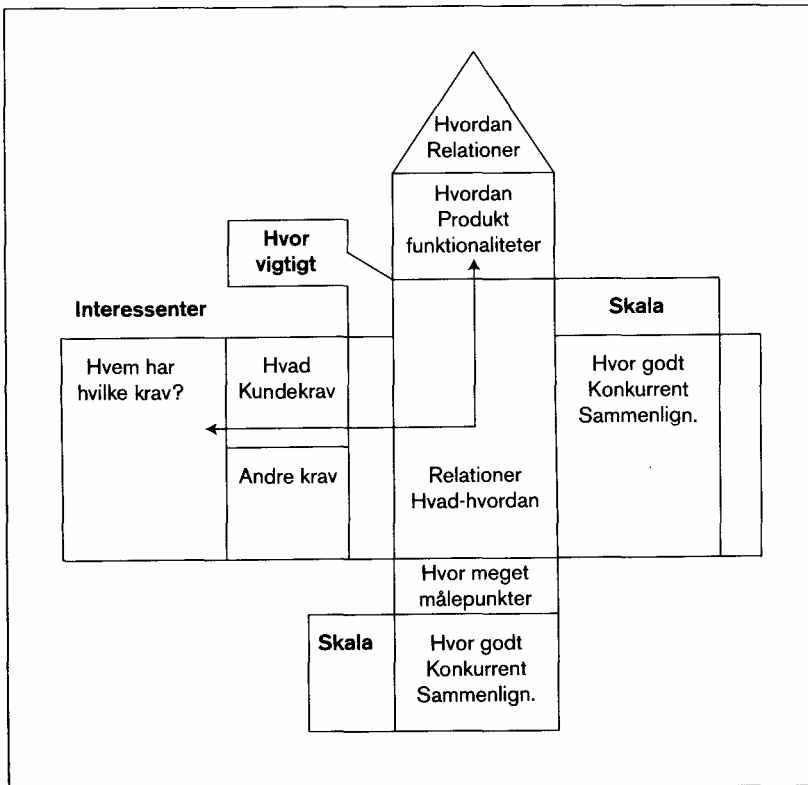 Hvordan
Relationer
Hvordan
Produkt
funktionaliteter
Hvor
vigtigt
Interessenter
Skala
Hvem har
hvilke krav?
Hvad
Kundekrav
Hvor godt
Konkurrent
Sammenlign.
Andre krav
Relationer
Hvad-hvordan
Hvor meget
målepunkter
Skala
Hvor godt
Konkurrent
Sammenlign.